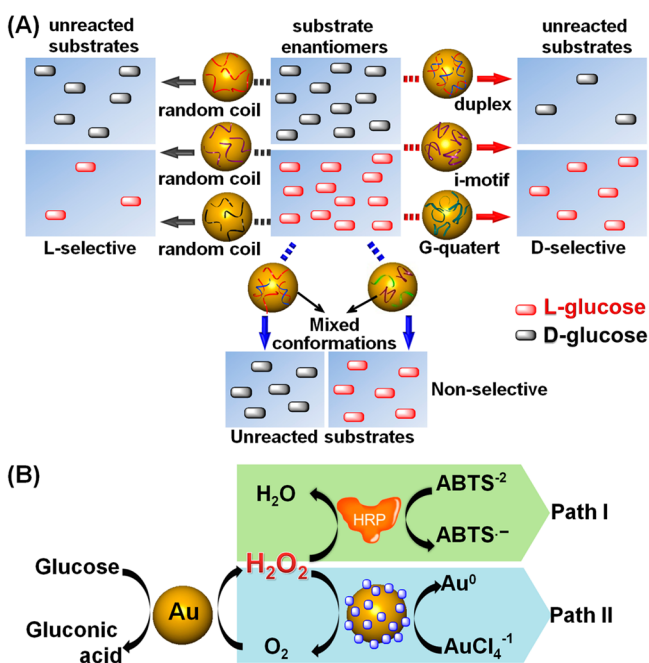 (A)
unreacted
substrates
substrate
enantiomers
unreacted
substrates
random coil
duplex
random coil
i-motif
random coil
G-quatert
L-selective
D-selective
Mixed
conformations
L-glucose
D-glucose
Non-selective
Unreacted substrates
(B)
H₂O
HRP
ABTS⁻²
ABTS·⁻
Path I
Glucose
H₂O₂
Au
Gluconic
acid
O₂
Au⁰
AuCl₄⁻¹
Path II